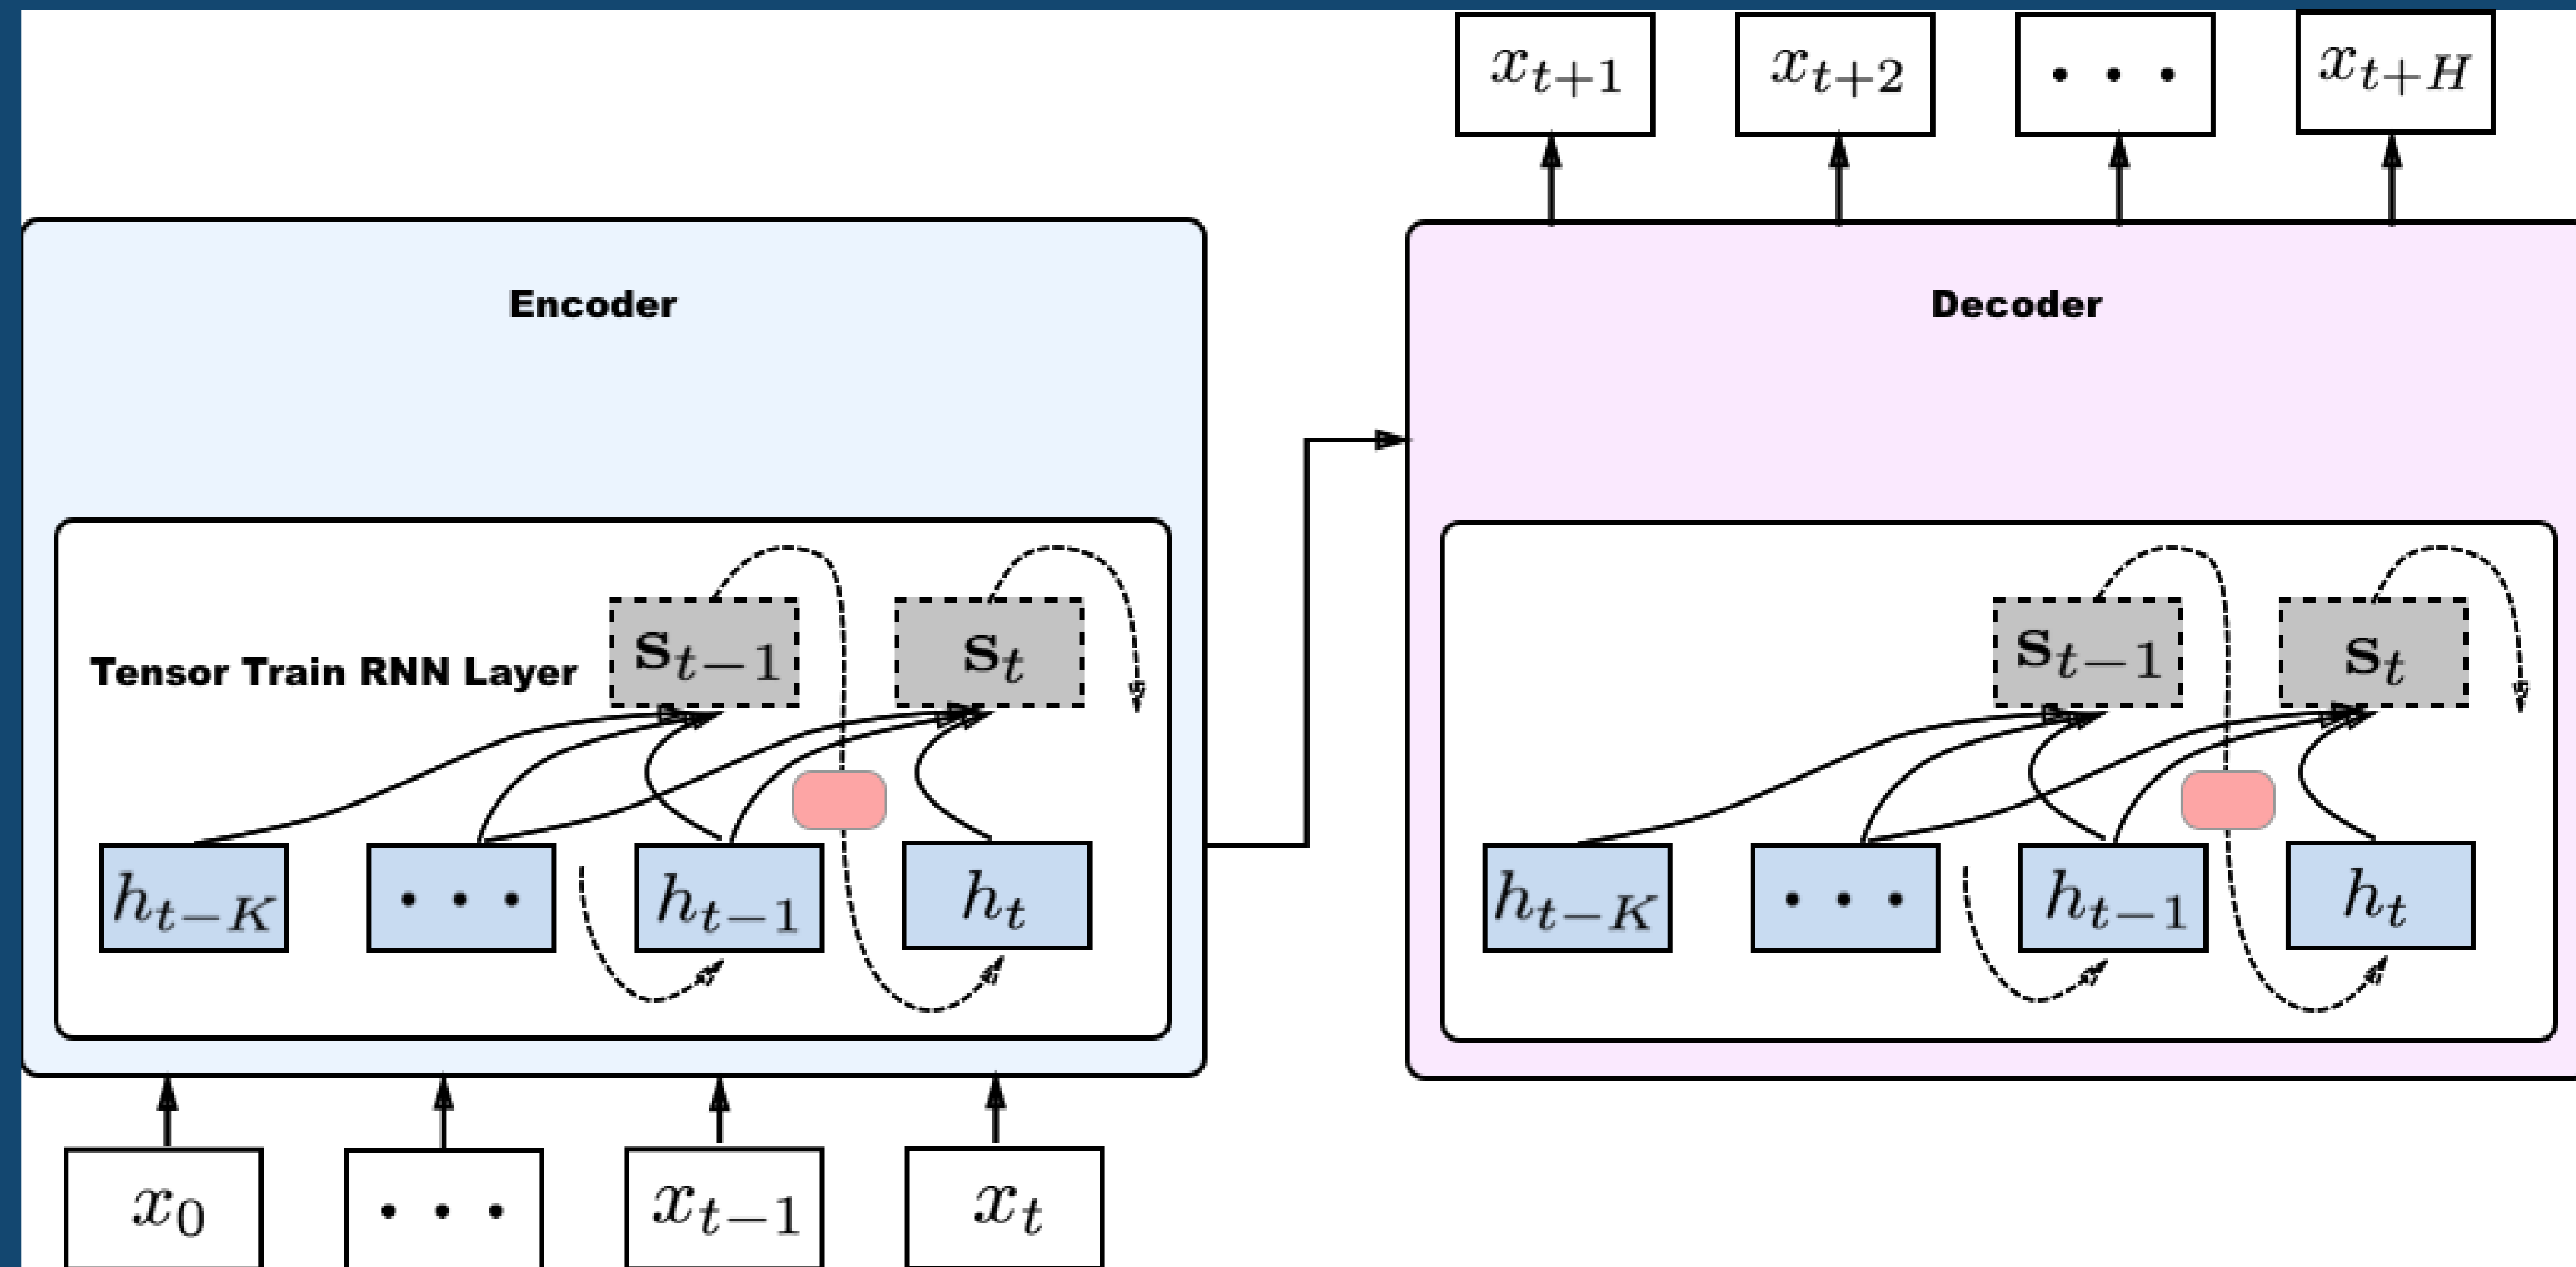 x_{t+1} x_{t+2} · · · x_{t+H}
Encoder
Decoder
Tensor Train RNN Layer s_{t-1} s_t
h_{t-K} · · · h_{t-1} h_t
s_{t-1} s_t
h_{t-K} · · · h_{t-1} h_t
x_0 · · · x_{t-1} x_t